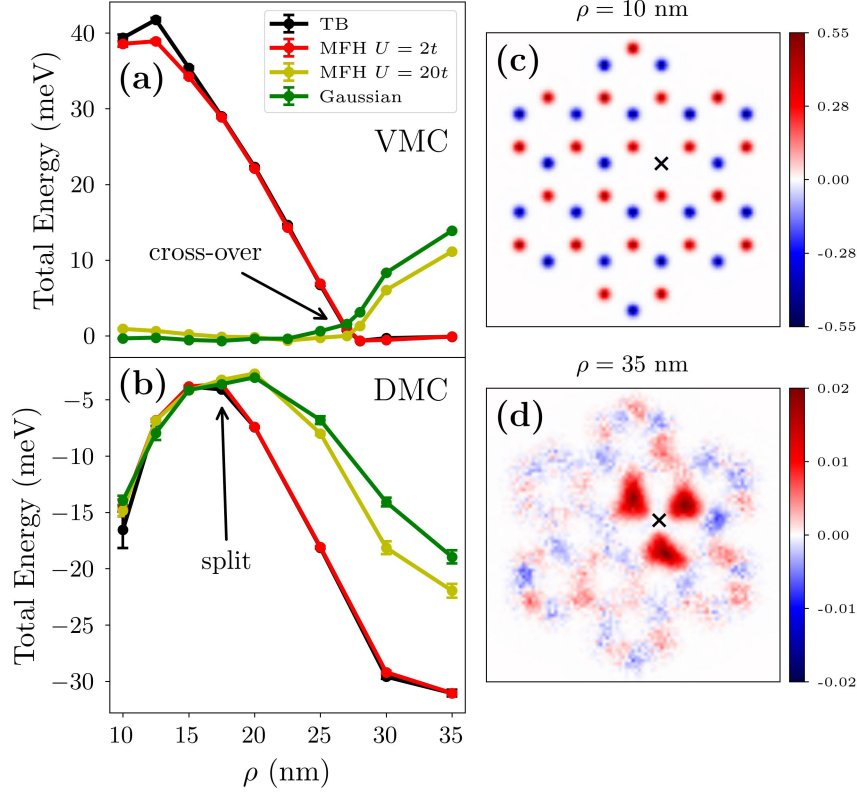 TB
MFH U = 2t
MFH U = 20t
Gaussian
(a)
VMC
cross-over
Total Energy (meV)
40
30
20
10
0
(b)
DMC
split
Total Energy (meV)
−5
−10
−15
−20
−25
−30
10 15 20 25 30 35
ρ (nm)
ρ = 10 nm
(c)
0.55
0.28
0.00
-0.28
-0.55
ρ = 35 nm
(d)
0.02
0.01
0.00
-0.01
-0.02